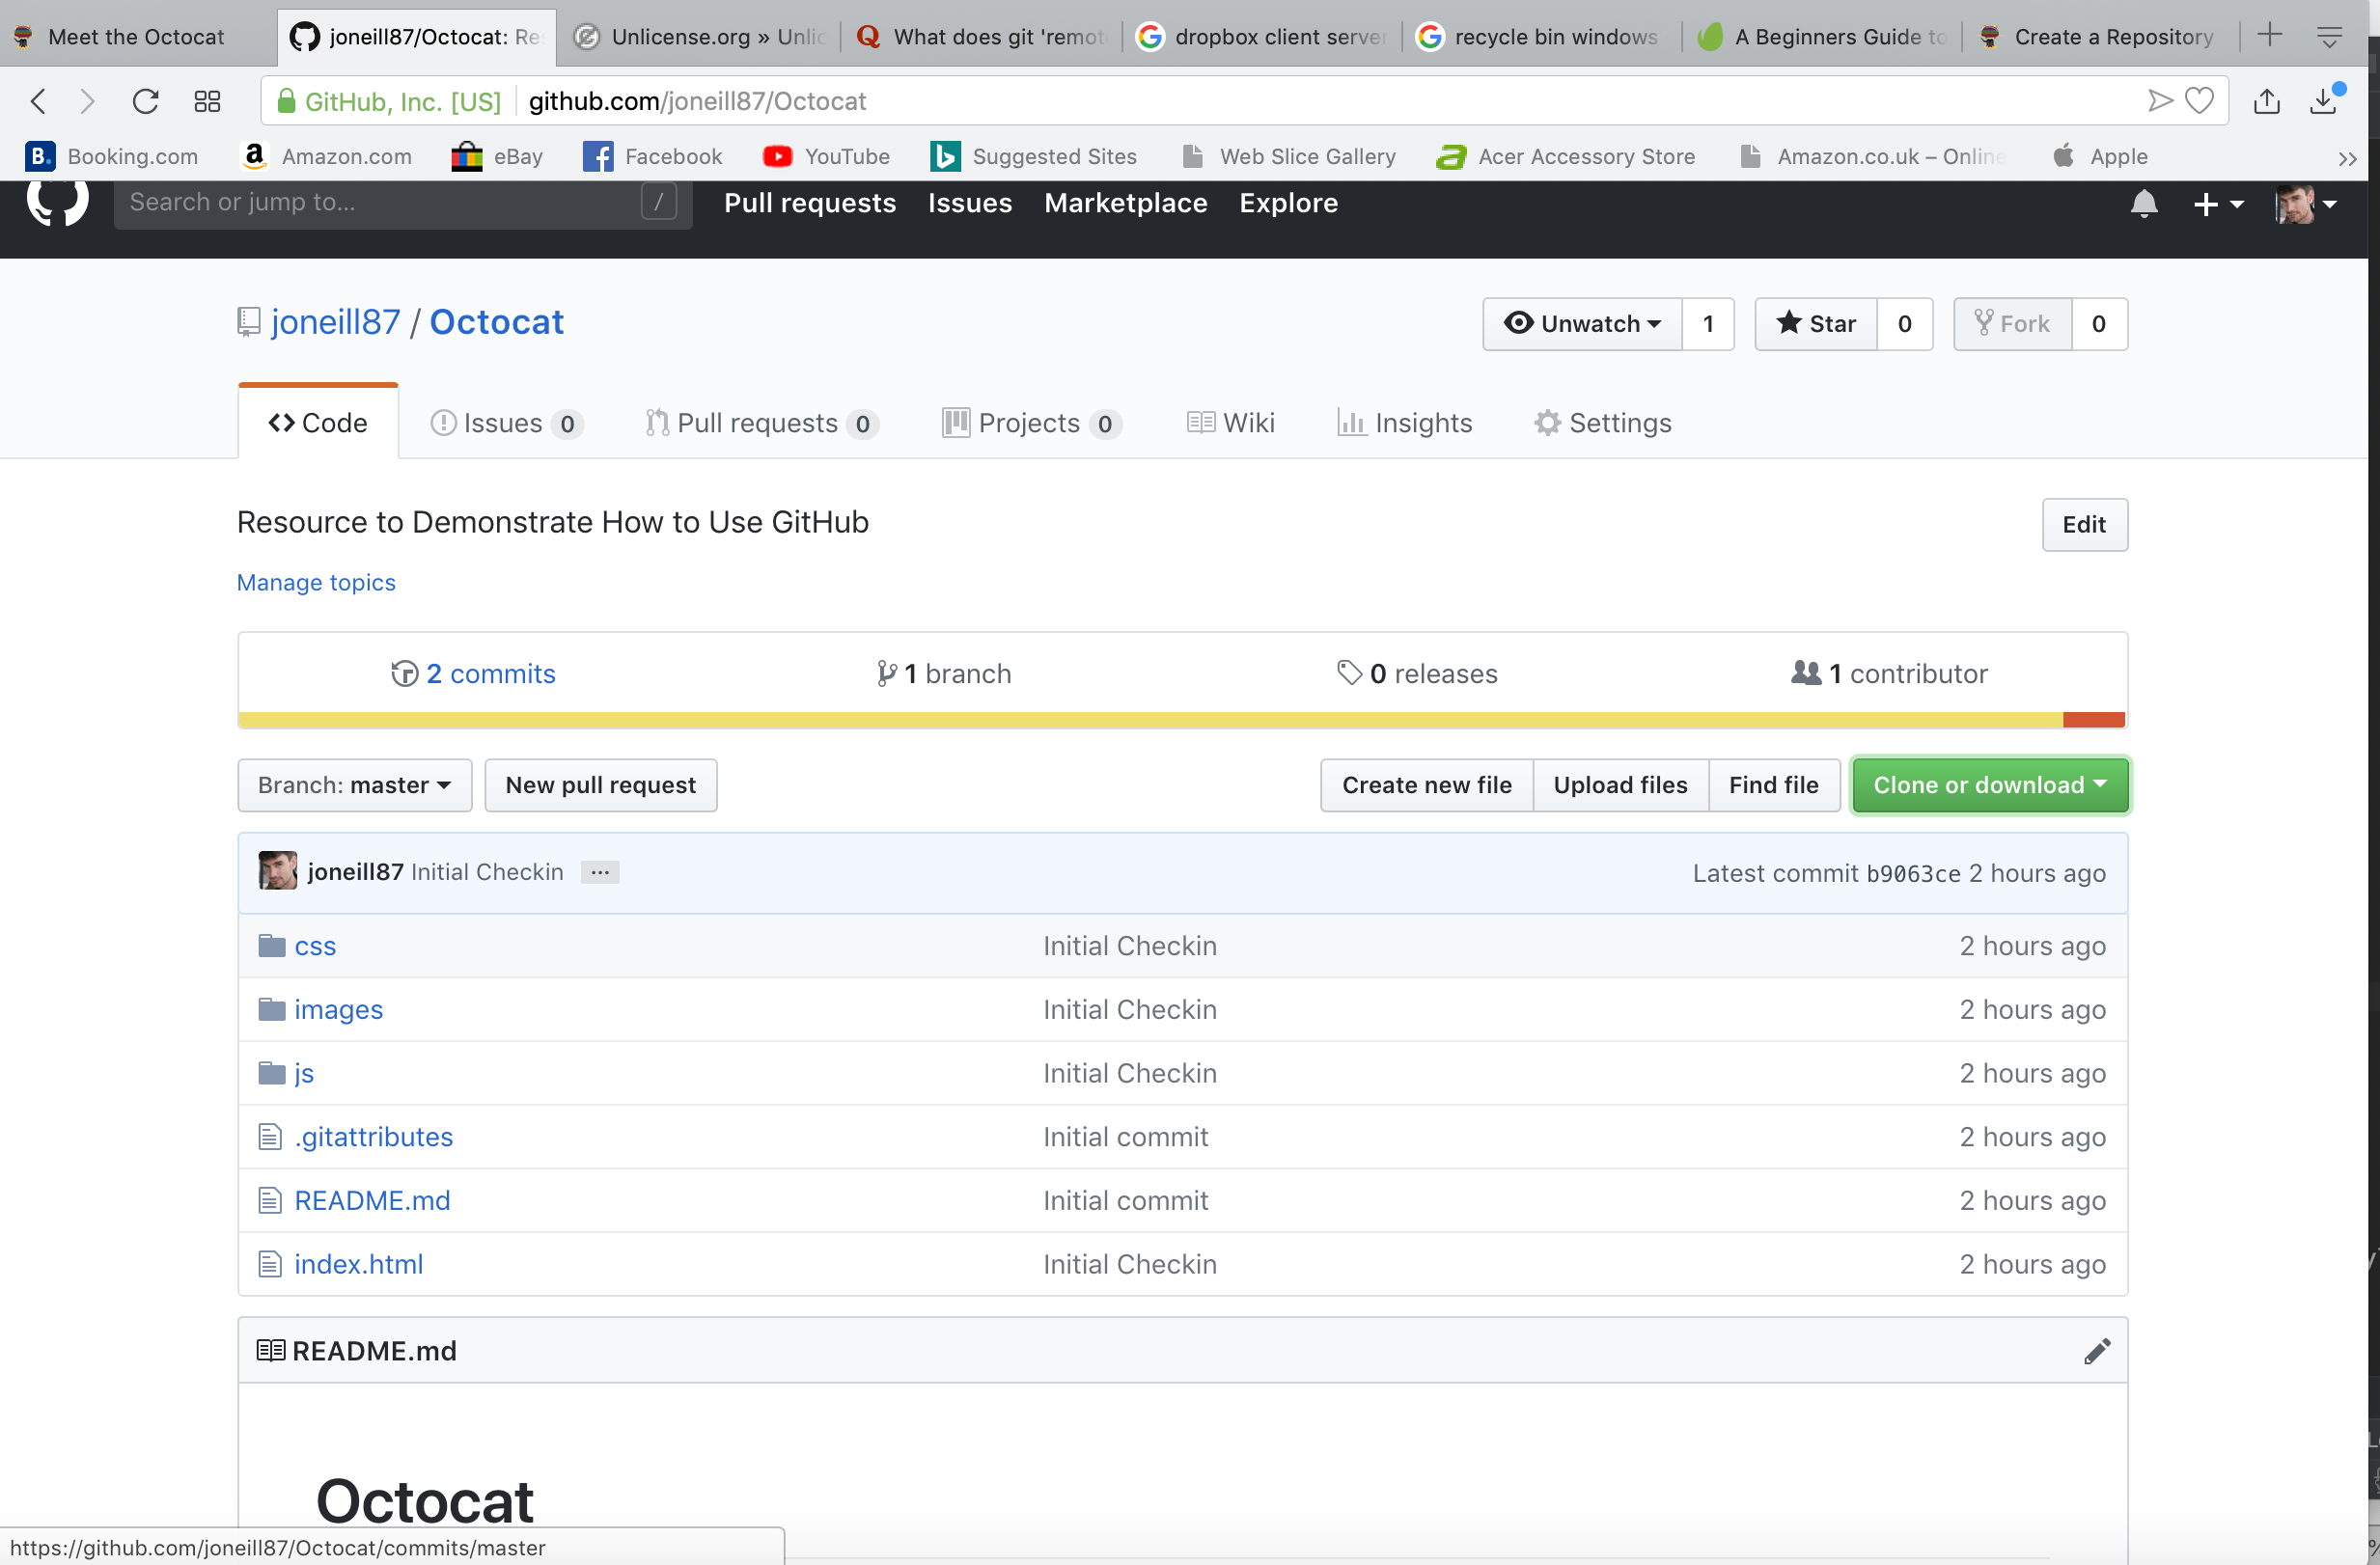 Meet the Octocat
joneill87/Octocat: Re
Unlicense.org » Unlic
What does git 'remot
dropbox client server
recycle bin windows
A Beginners Guide to
Create a Repository
GitHub, Inc. [US] github.com/joneill87/Octocat
Booking.com Amazon.com eBay Facebook YouTube Suggested Sites Web Slice Gallery Acer Accessory Store Amazon.co.uk – Online Apple
Search or jump to... / Pull requests Issues Marketplace Explore
joneill87 / Octocat Unwatch 1 Star 0 Fork 0
Code Issues 0 Pull requests 0 Projects 0 Wiki Insights Settings
Resource to Demonstrate How to Use GitHub Edit
Manage topics
2 commits 1 branch 0 releases 1 contributor
Branch: master New pull request Create new file Upload files Find file Clone or download
joneill87 Initial Checkin ... Latest commit b9063ce 2 hours ago
css Initial Checkin 2 hours ago
images Initial Checkin 2 hours ago
js Initial Checkin 2 hours ago
.gitattributes Initial commit 2 hours ago
README.md Initial commit 2 hours ago
index.html Initial Checkin 2 hours ago
README.md
Octocat
https://github.com/joneill87/Octocat/commits/master